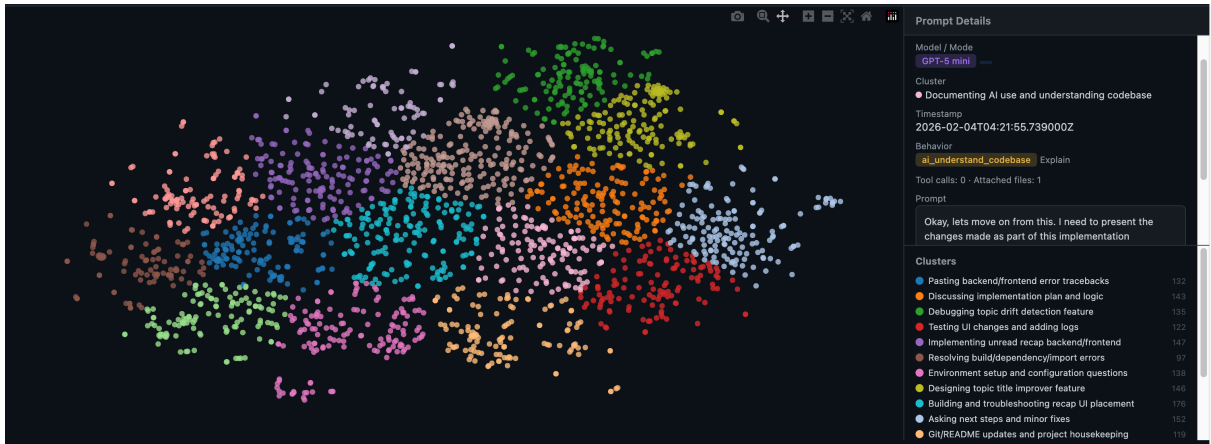 Prompt Details
Model / Mode
GPT-5 mini
Cluster
Documenting AI use and understanding codebase
Timestamp
2026-02-04T04:21:55.739000Z
Behavior
ai_understand_codebase Explain
Tool calls: 0 · Attached files: 1
Prompt
Okay, lets move on from this. I need to present the
changes made as part of this implementation
Clusters
Pasting backend/frontend error tracebacks 132
Discussing implementation plan and logic 143
Debugging topic drift detection feature 135
Testing UI changes and adding logs 122
Implementing unread recap backend/frontend 147
Resolving build/dependency/import errors 97
Environment setup and configuration questions 138
Designing topic title improver feature 146
Building and troubleshooting recap UI placement 176
Asking next steps and minor fixes 152
Git/README updates and project housekeeping 119